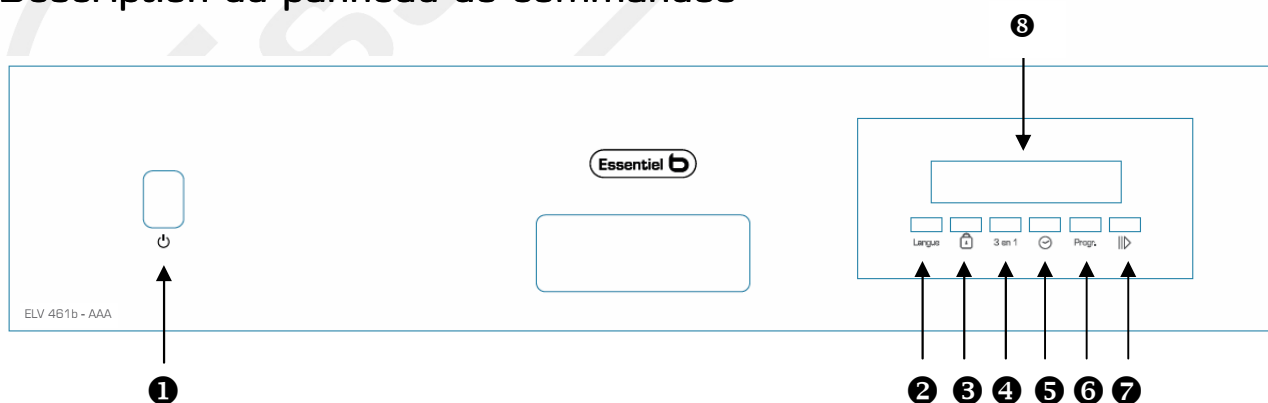 Description du panneau de commandes
❽
Essentiel b
Langue 3 en 1 Progr.
ELV 461b - AAA
❶ ❷ ❸ ❹ ❺ ❻ ❼